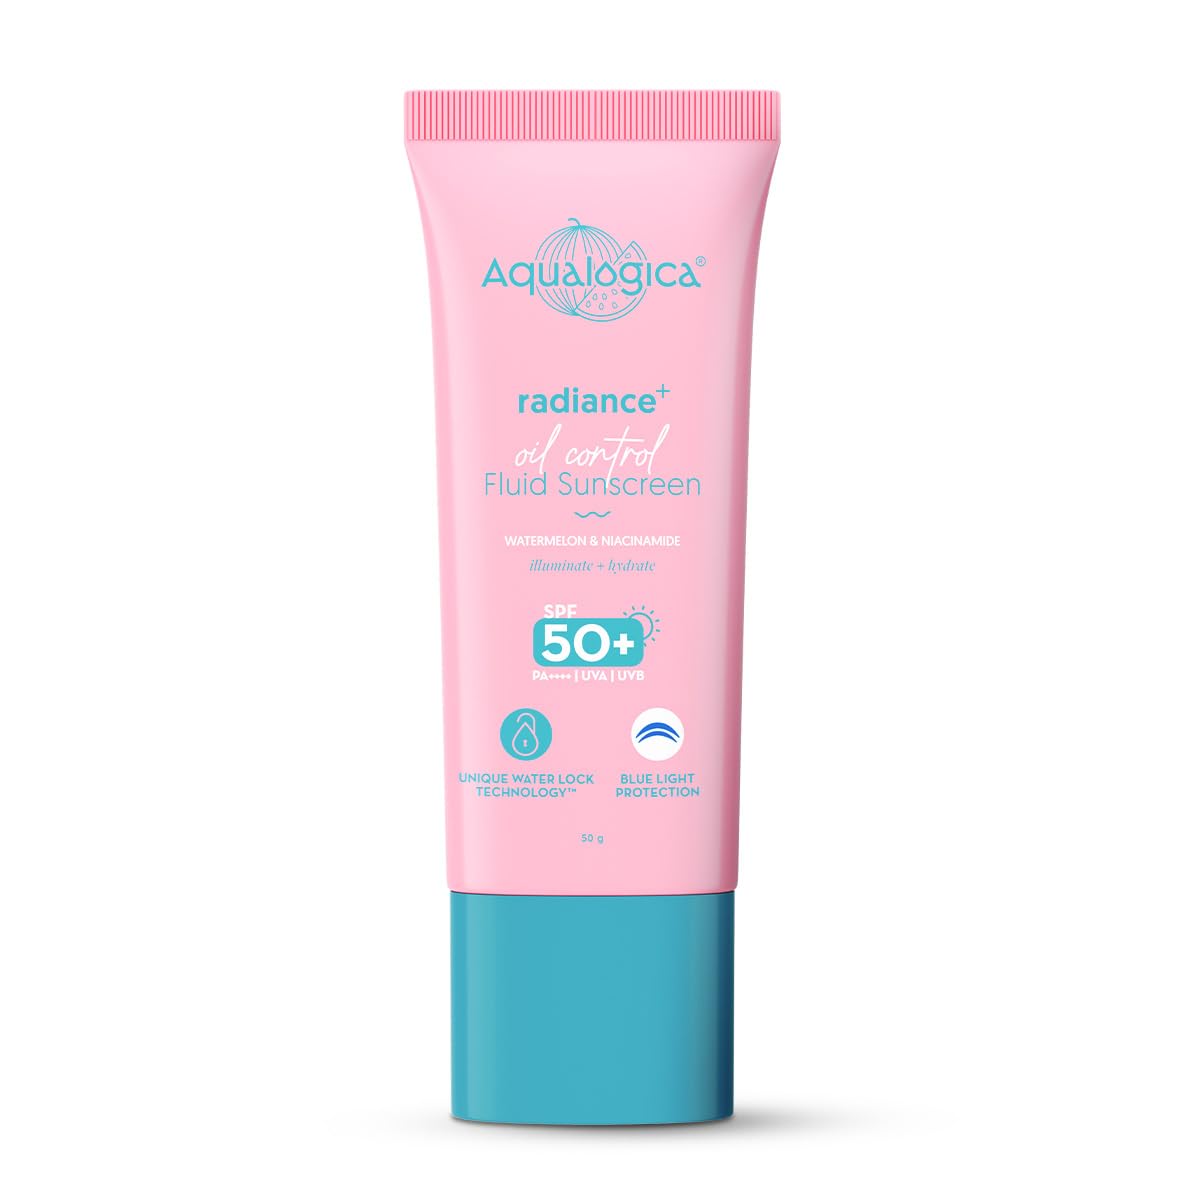 Aqualogica®
radiance+
oil control
Fluid Sunscreen
WATERMELON & NIACINAMIDE
illuminate + hydrate
SPF
50+
PA++++ | UVA | UVB
UNIQUE WATER LOCK
TECHNOLOGY™
BLUE LIGHT
PROTECTION
50 g